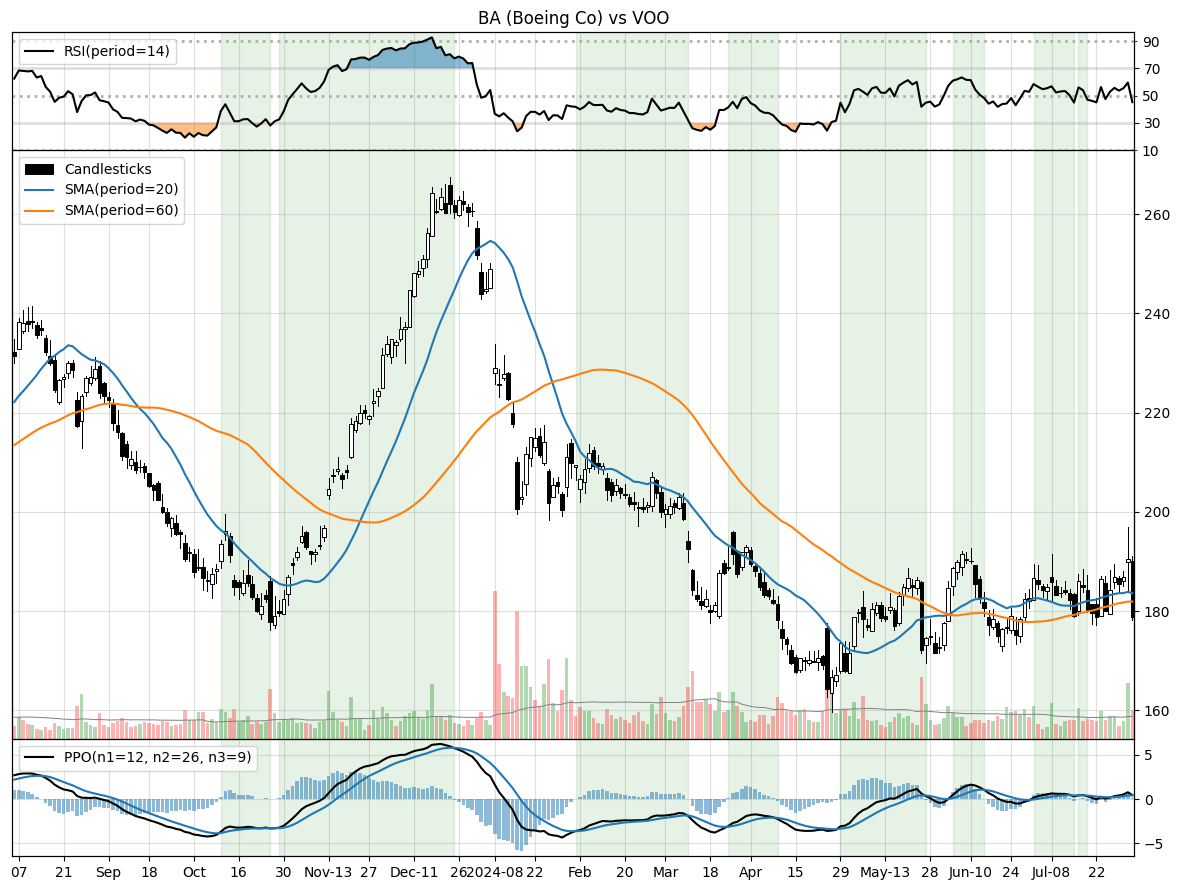 BA (Boeing Co) vs VOO
RSI(period=14)
90
70
50
30
10
Candlesticks
SMA(period=20)
SMA(period=60)
260
240
220
200
180
160
PPO(n1=12, n2=26, n3=9)
5
0
−5
07 21 Sep 18 Oct 16 30 Nov-13 27 Dec-11 26 2024-08 22 Feb 20 Mar 18 Apr 15 29 May-13 28 Jun-10 24 Jul-08 22